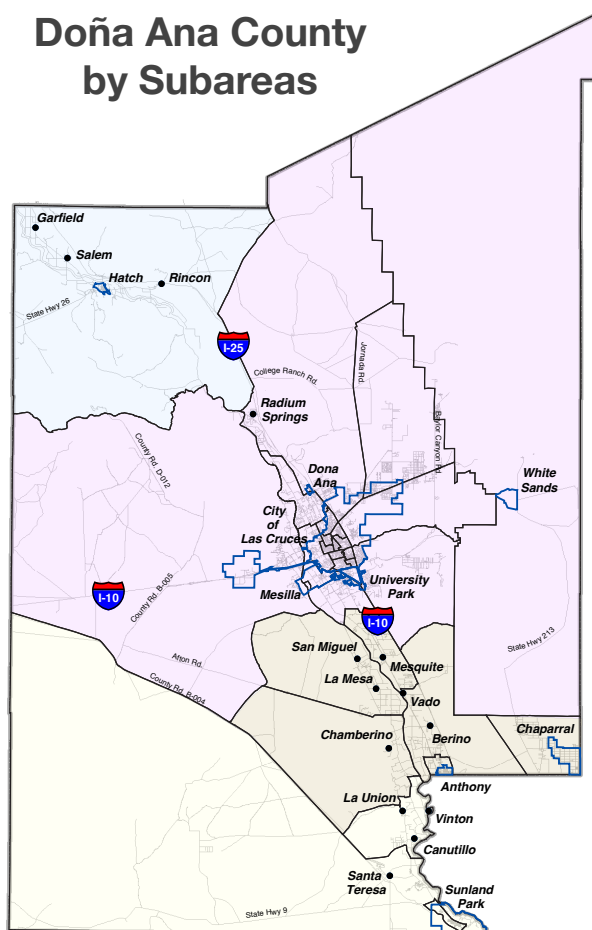 Doña Ana County
by Subareas
Garfield
Salem
Hatch
Rincon
State Hwy 26
I-25
College Ranch Rd.
Jornada Rd.
Radium
Springs
Baylor Canyon Rd.
County Rd. D-012
Dona
Ana
White
Sands
City
of
Las Cruces
County Rd. B-005
I-10
Mesilla
University
Park
I-10
State Hwy 213
San Miguel
Afton Rd.
Mesquite
La Mesa
County Rd. B-004
Vado
Chaparral
Chamberino
Berino
Anthony
La Union
Vinton
Canutillo
Santa
Teresa
Sunland
Park
State Hwy 9